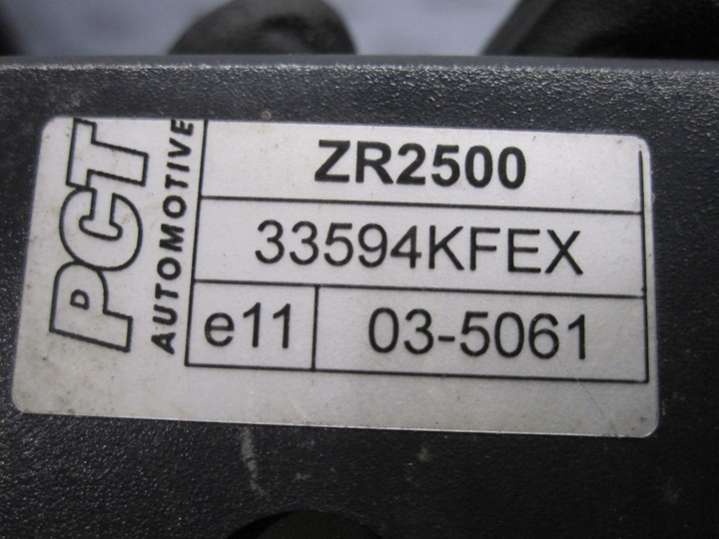 PCT
AUTOMOTIVE
ZR2500
33594KFEX
e11 03-5061